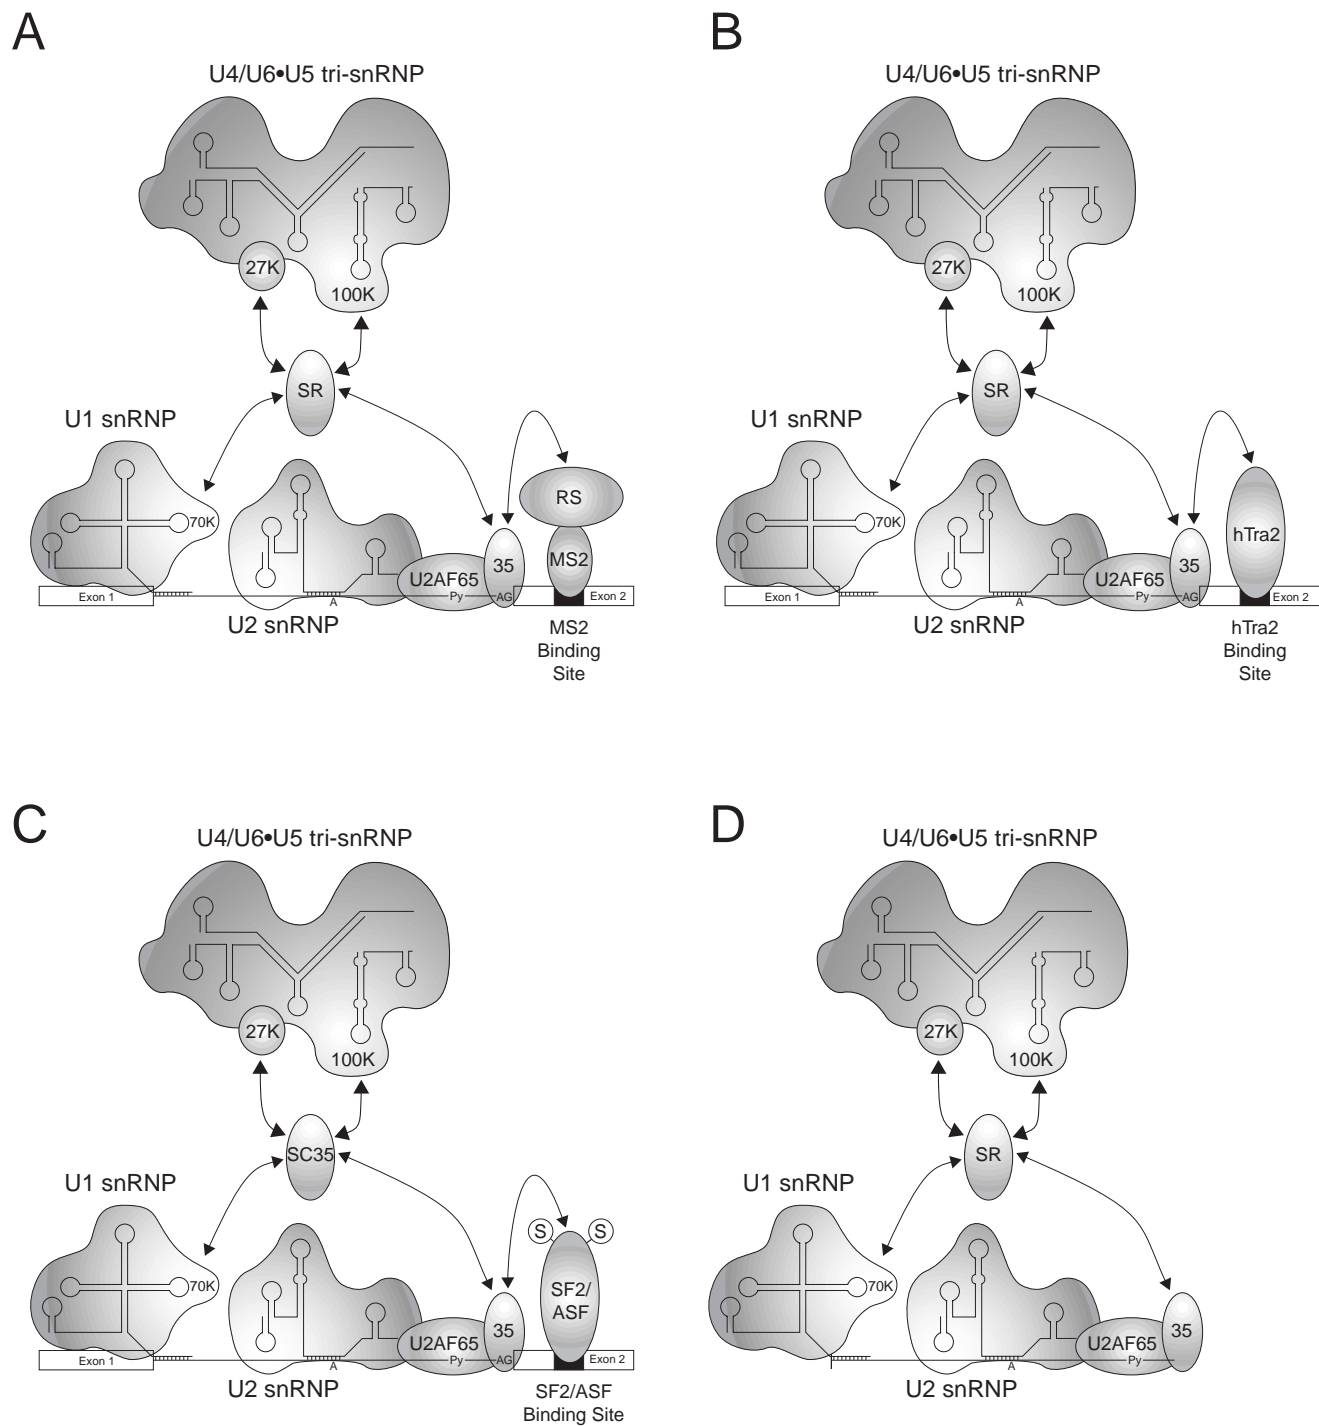 A
U4/U6•U5 tri-snRNP
27K
100K
SR
U1 snRNP
70K
RS
MS2
35
U2AF65
Py
AG
Exon 1
A
Exon 2
U2 snRNP
MS2
Binding
Site
B
U4/U6•U5 tri-snRNP
27K
100K
SR
U1 snRNP
70K
hTra2
35
U2AF65
Py
AG
Exon 1
A
Exon 2
U2 snRNP
hTra2
Binding
Site
C
U4/U6•U5 tri-snRNP
27K
100K
SC35
U1 snRNP
70K
S
S
SF2/
ASF
35
U2AF65
Py
AG
Exon 1
A
Exon 2
U2 snRNP
SF2/ASF
Binding Site
D
U4/U6•U5 tri-snRNP
27K
100K
SR
U1 snRNP
70K
35
U2AF65
Py
A
U2 snRNP